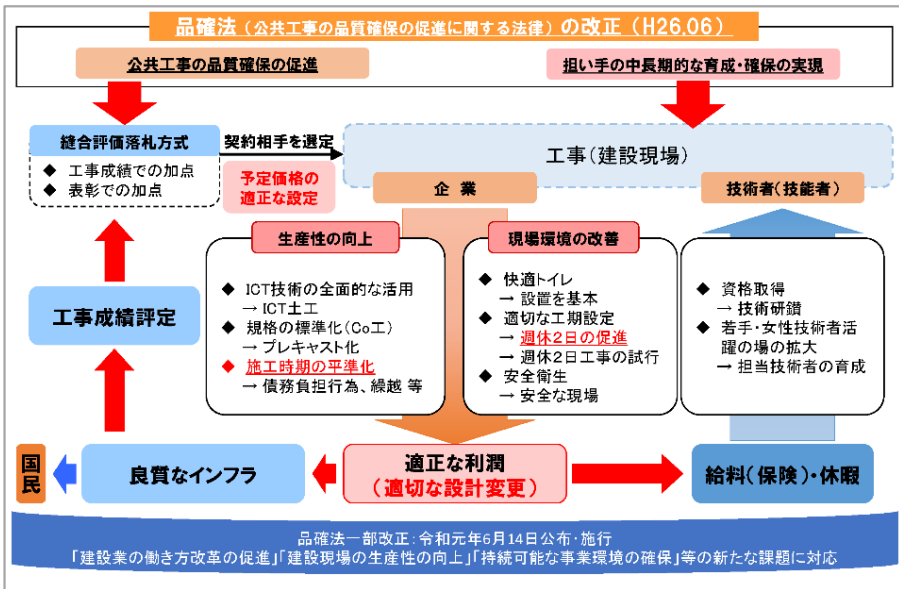 品確法（公共工事の品質確保の促進に関する法律）の改正（H26.06）
公共工事の品質確保の促進
担い手の中長期的な育成・確保の実現
縫合評価落札方式
◆ 工事成績での加点
◆ 表彰での加点
契約相手を選定
予定価格の
適正な設定
工事（建設現場）
企 業
技術者（技能者）
生産性の向上
◆ ICT技術の全面的な活用
→ ICT土工
◆ 規格の標準化（Co工）
→ プレキャスト化
◆ 施工時期の平準化
→ 債務負担行為、繰越 等
現場環境の改善
◆ 快適トイレ
→ 設置を基本
◆ 適切な工期設定
→ 週休2日の促進
→ 週休2日工事の試行
◆ 安全衛生
→ 安全な現場
◆ 資格取得
→ 技術研鑽
◆ 若手・女性技術者活
躍の場の拡大
→ 担当技術者の育成
工事成績評定
国民
良質なインフラ
適正な利潤
（適切な設計変更）
給料（保険）・休暇
品確法一部改正：令和元年6月14日公布・施行
「建設業の働き方改革の促進」「建設現場の生産性の向上」「持続可能な事業環境の確保」等の新たな課題に対応